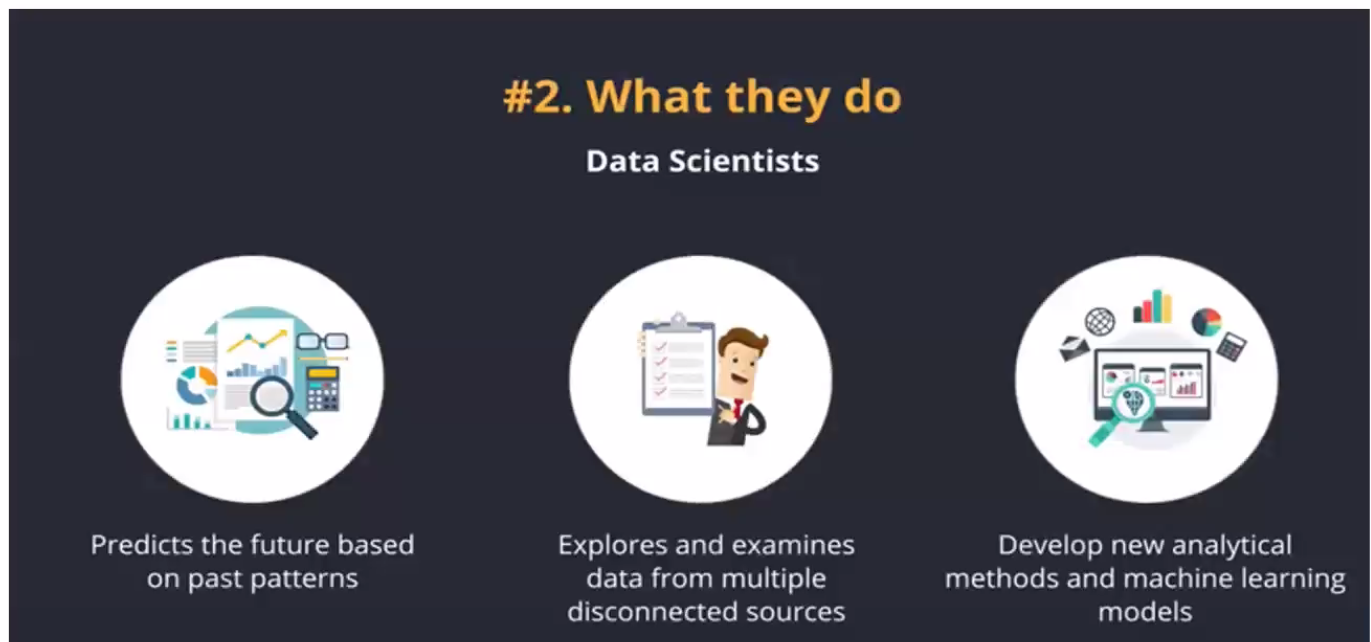 #2. What they do
Data Scientists
Predicts the future based
on past patterns
Explores and examines
data from multiple
disconnected sources
Develop new analytical
methods and machine learning
models